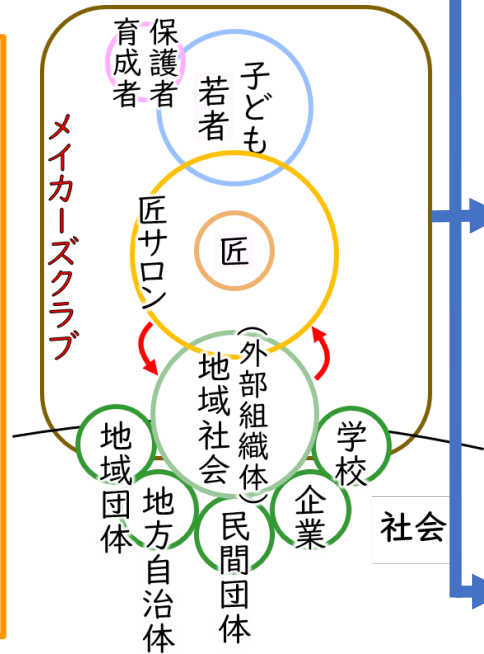 保護者
育成者
子ども
若者
メイカーズクラブ
匠サロン
匠
(外部組織体)
地域社会
学校
地域団体
企業
地方自治体
民間団体
社会